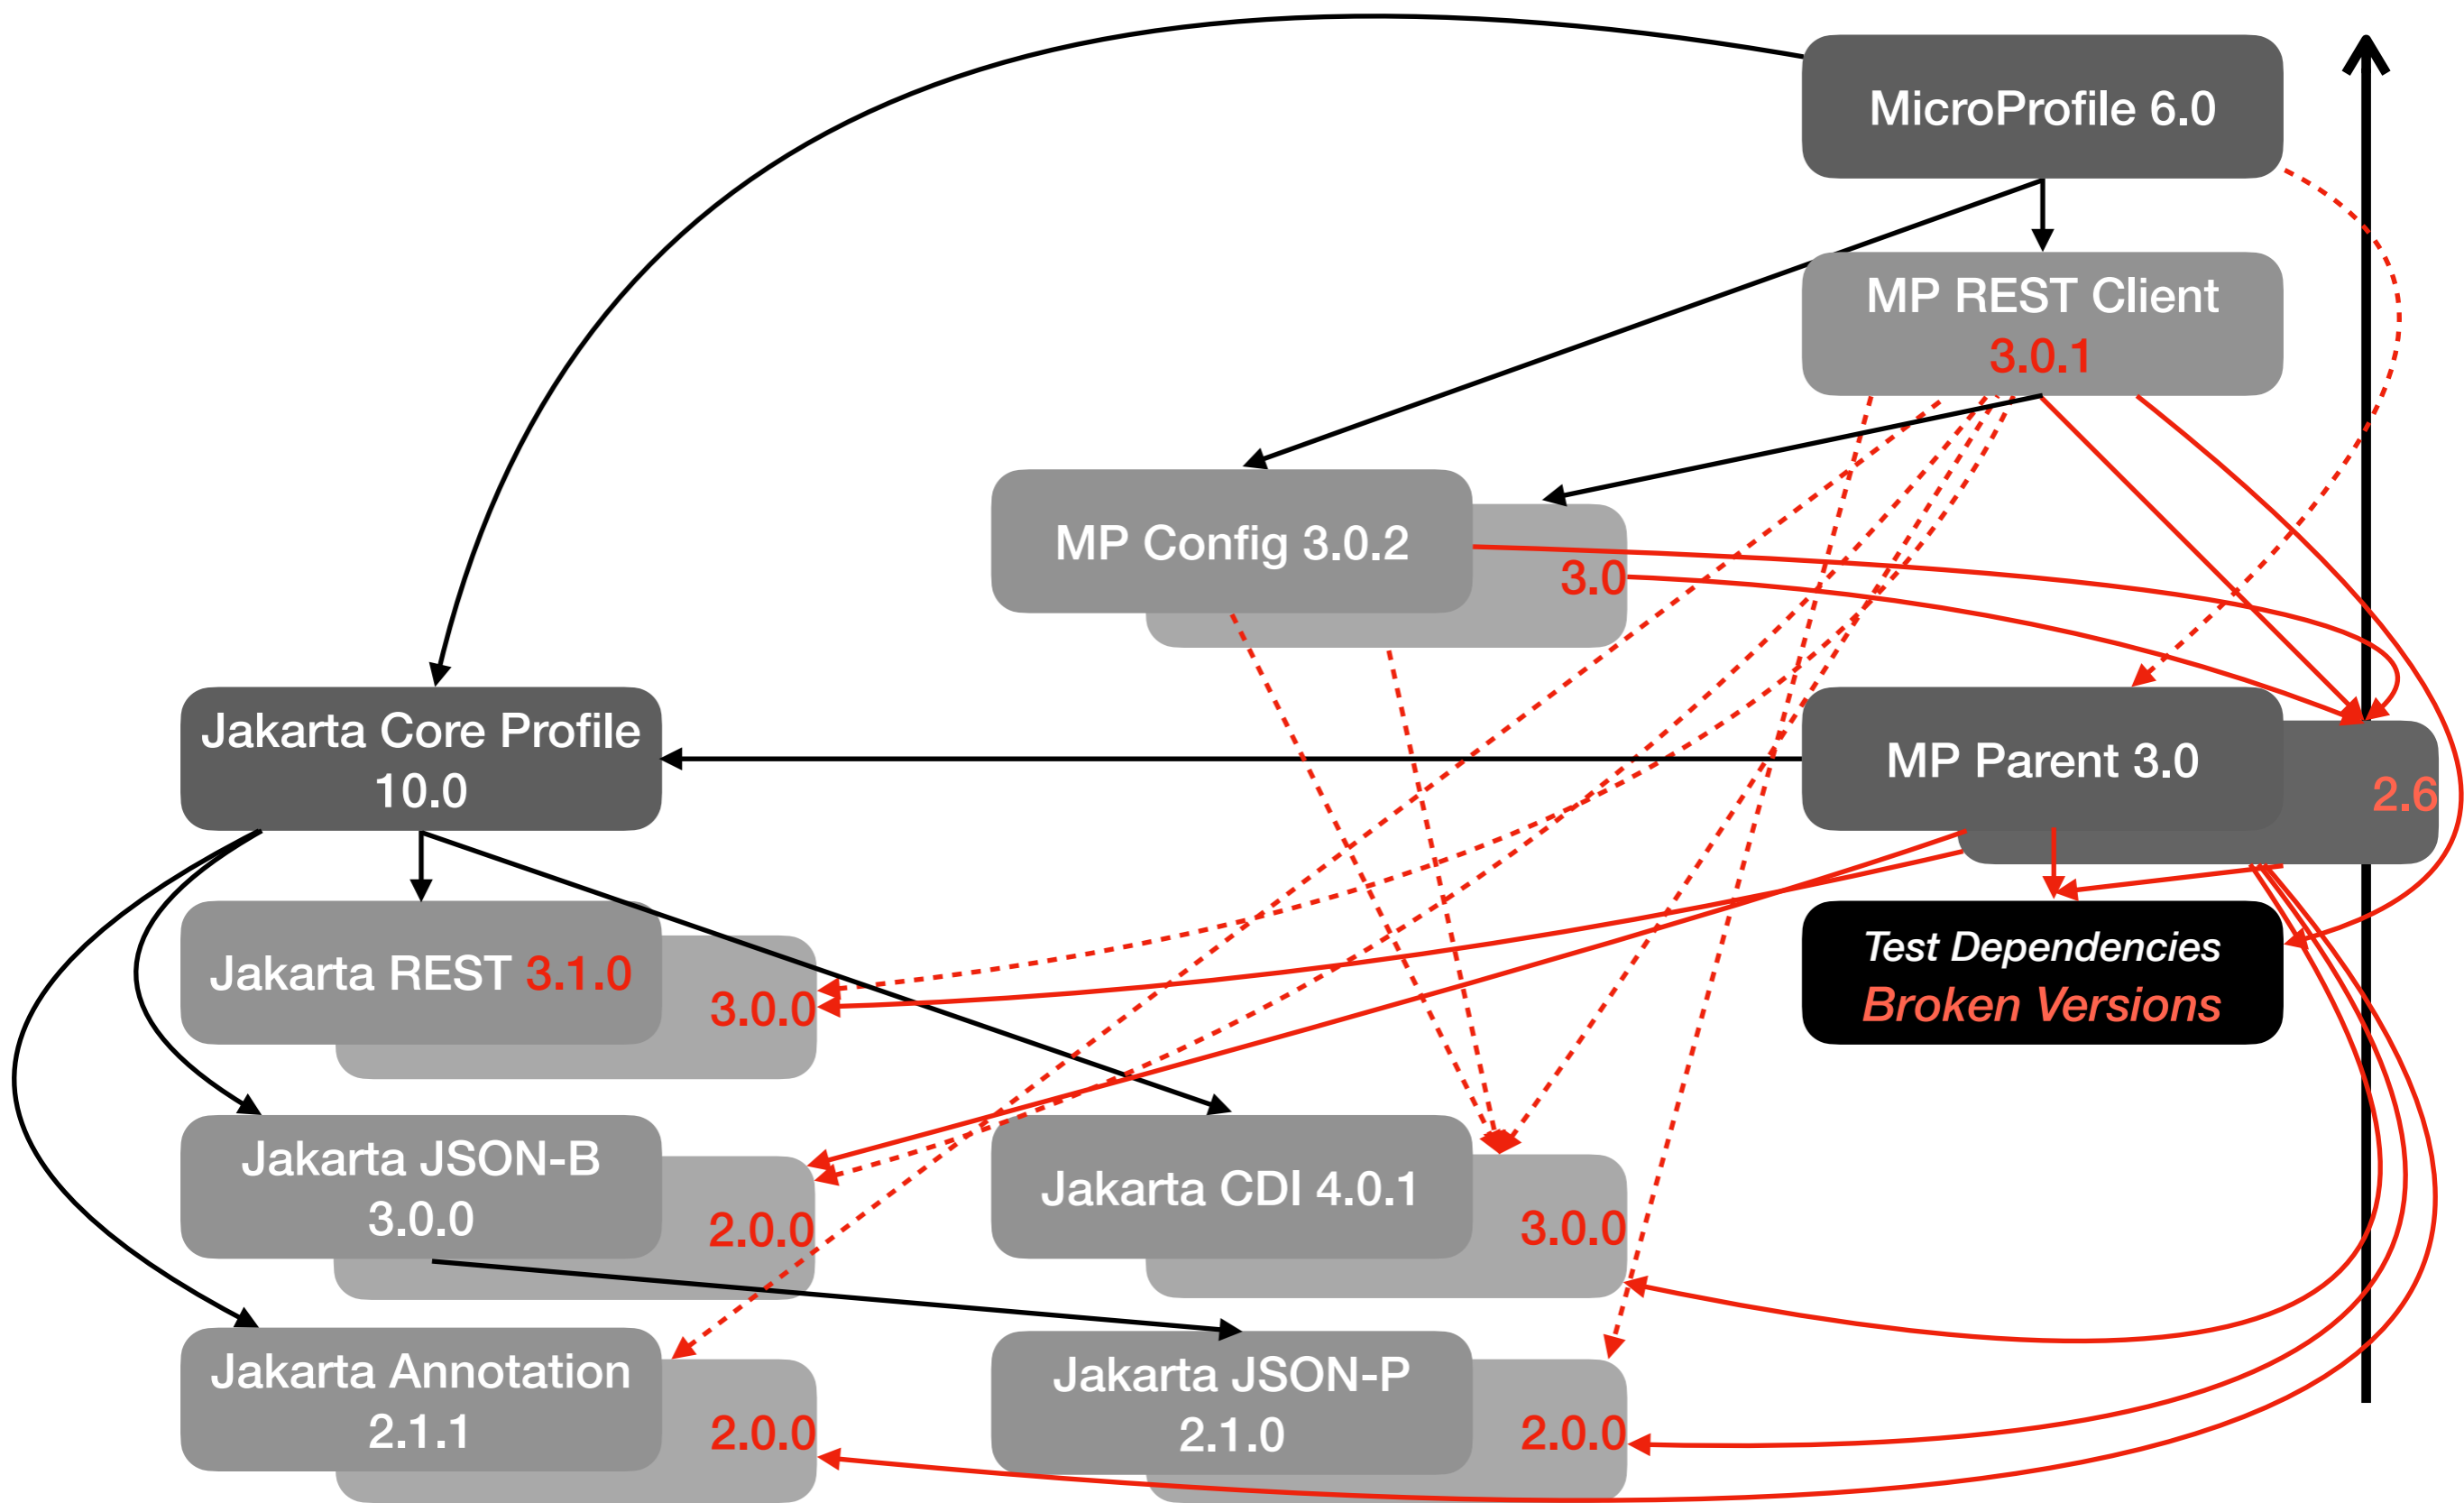 MicroProfile 6.0
MP REST Client
3.0.1
MP Config 3.0.2
3.0
Jakarta Core Profile
10.0
MP Parent 3.0
2.6
Jakarta REST 3.1.0
3.0.0
Test Dependencies
Broken Versions
Jakarta JSON-B
3.0.0
2.0.0
Jakarta CDI 4.0.1
3.0.0
Jakarta Annotation
2.1.1
2.0.0
Jakarta JSON-P
2.1.0
2.0.0